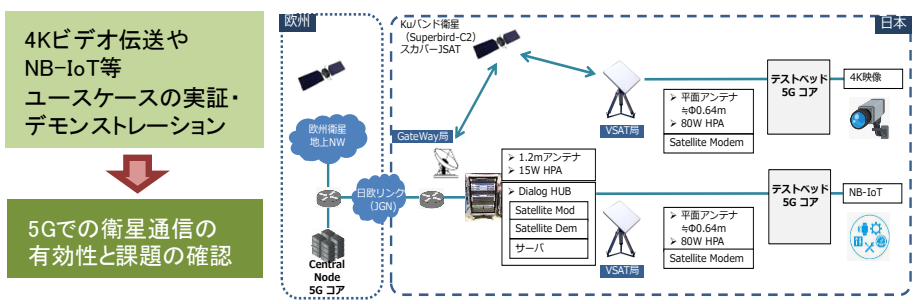 4Kビデオ伝送や
NB-IoT等
ユースケースの実証・
デモンストレーション
5Gでの衛星通信の
有効性と課題の確認
欧州
欧州衛星
地上NW
日欧リンク
(JGN)
Central
Node
5G コア
日本
Kuバンド衛星
(Superbird-C2)
スカパーJSAT
GateWay局
➢ 1.2mアンテナ
➢ 15W HPA
➢ Dialog HUB
Satellite Mod
Satellite Dem
サーバ
VSAT局
➢ 平面アンテナ
≒Φ0.64m
➢ 80W HPA
Satellite Modem
テストベッド
5G コア
4K映像
VSAT局
➢ 平面アンテナ
≒Φ0.64m
➢ 80W HPA
Satellite Modem
テストベッド
5G コア
NB-IoT